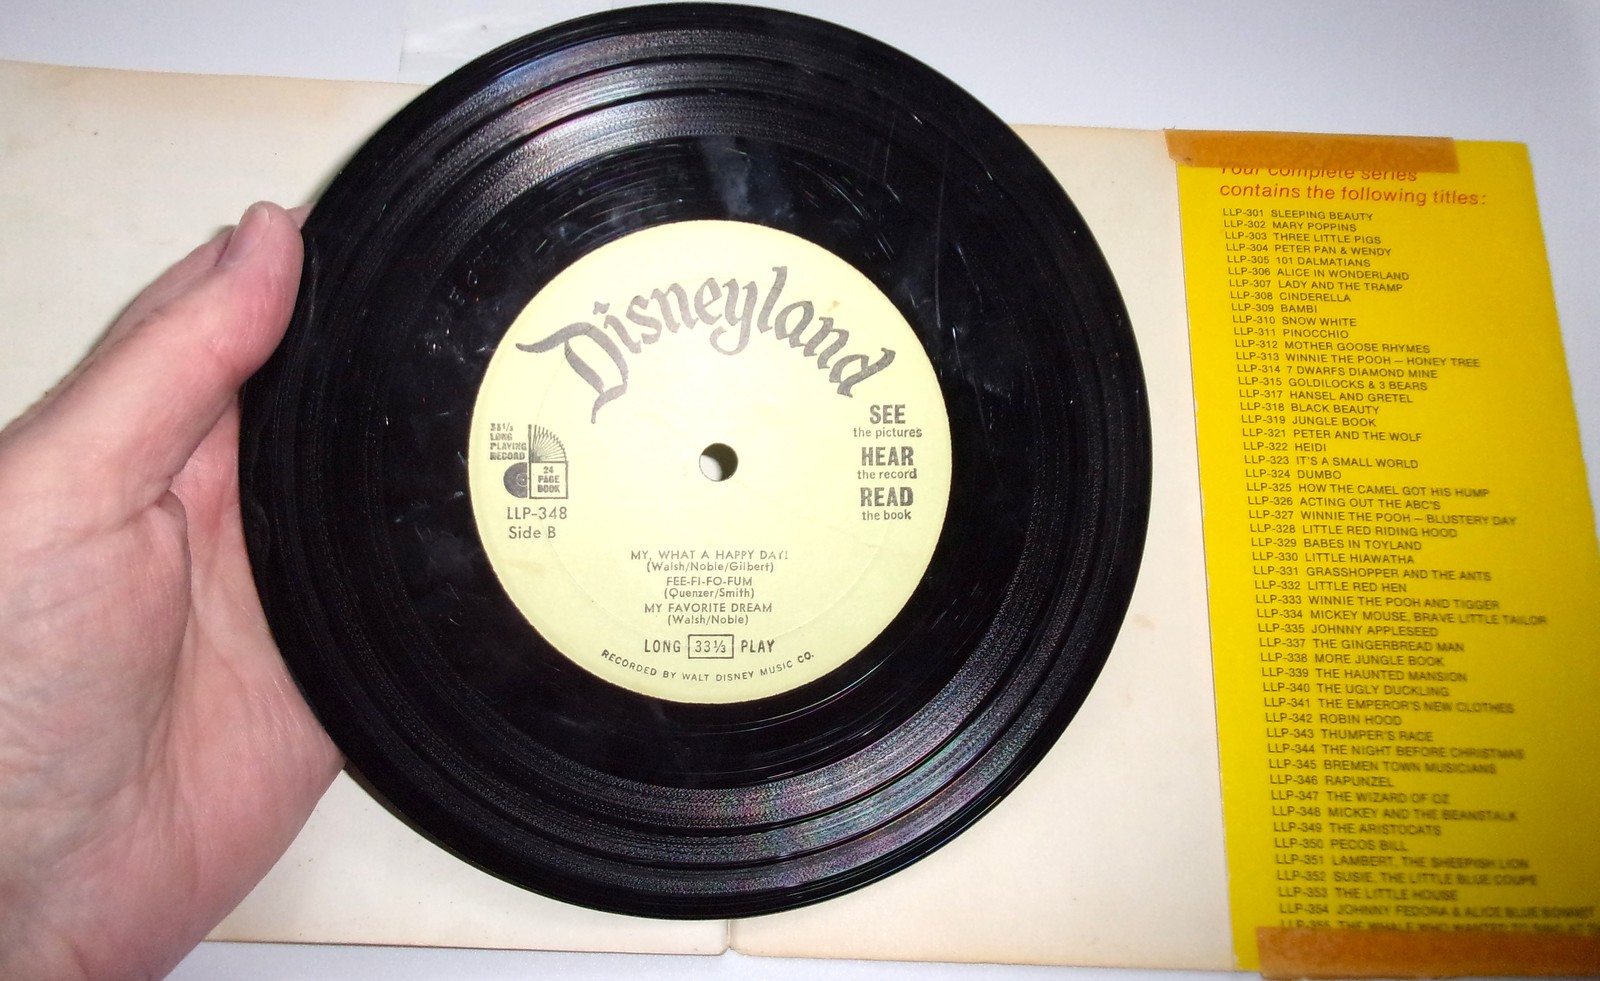 Disneyland
SEE
the pictures
HEAR
the record
READ
the book
33 1/3
LONG
PLAYING
RECORD
24
PAGE
BOOK
LLP-348
Side B
MY, WHAT A HAPPY DAY!
(Walsh/Noble/Gilbert)
FEE-FI-FO-FUM
(Quenzer/Smith)
MY FAVORITE DREAM
(Walsh/Noble)
LONG 33⅓ PLAY
RECORDED BY WALT DISNEY MUSIC CO.
Your complete series
contains the following titles:
LLP-301 SLEEPING BEAUTY
LLP-302 MARY POPPINS
LLP-303 THREE LITTLE PIGS
LLP-304 PETER PAN & WENDY
LLP-305 101 DALMATIANS
LLP-306 ALICE IN WONDERLAND
LLP-307 LADY AND THE TRAMP
LLP-308 CINDERELLA
LLP-309 BAMBI
LLP-310 SNOW WHITE
LLP-311 PINOCCHIO
LLP-312 MOTHER GOOSE RHYMES
LLP-313 WINNIE THE POOH — HONEY TREE
LLP-314 7 DWARFS DIAMOND MINE
LLP-315 GOLDILOCKS & 3 BEARS
LLP-317 HANSEL AND GRETEL
LLP-318 BLACK BEAUTY
LLP-319 JUNGLE BOOK
LLP-321 PETER AND THE WOLF
LLP-322 HEIDI
LLP-323 IT'S A SMALL WORLD
LLP-324 DUMBO
LLP-325 HOW THE CAMEL GOT HIS HUMP
LLP-326 ACTING OUT THE ABC'S
LLP-327 WINNIE THE POOH — BLUSTERY DAY
LLP-328 LITTLE RED RIDING HOOD
LLP-329 BABES IN TOYLAND
LLP-330 LITTLE HIAWATHA
LLP-331 GRASSHOPPER AND THE ANTS
LLP-332 LITTLE RED HEN
LLP-333 WINNIE THE POOH AND TIGGER
LLP-334 MICKEY MOUSE, BRAVE LITTLE TAILOR
LLP-335 JOHNNY APPLESEED
LLP-337 THE GINGERBREAD MAN
LLP-338 MORE JUNGLE BOOK
LLP-339 THE HAUNTED MANSION
LLP-340 THE UGLY DUCKLING
LLP-341 THE EMPEROR'S NEW CLOTHES
LLP-342 ROBIN HOOD
LLP-343 THUMPER'S RACE
LLP-344 THE NIGHT BEFORE CHRISTMAS
LLP-345 BREMEN TOWN MUSICIANS
LLP-346 RAPUNZEL
LLP-347 THE WIZARD OF OZ
LLP-348 MICKEY AND THE BEANSTALK
LLP-349 THE ARISTOCATS
LLP-350 PECOS BILL
LLP-351 LAMBERT, THE SHEEPISH LION
LLP-352 SUSIE, THE LITTLE BLUE COUPE
LLP-353 THE LITTLE HOUSE
LLP-354 JOHNNY FEDORA & ALICE BLUE BONNET
LLP-355 THE WHALE WHO WANTED TO SING AT